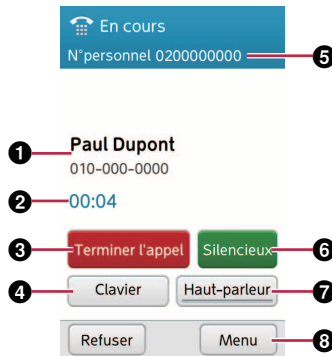 En cours
N°personnel 0200000000
5
1
Paul Dupont
010-000-0000
2
00:04
3
Terminer l'appel
Silencieux
6
4
Clavier
Haut-parleur
7
Refuser
Menu
8